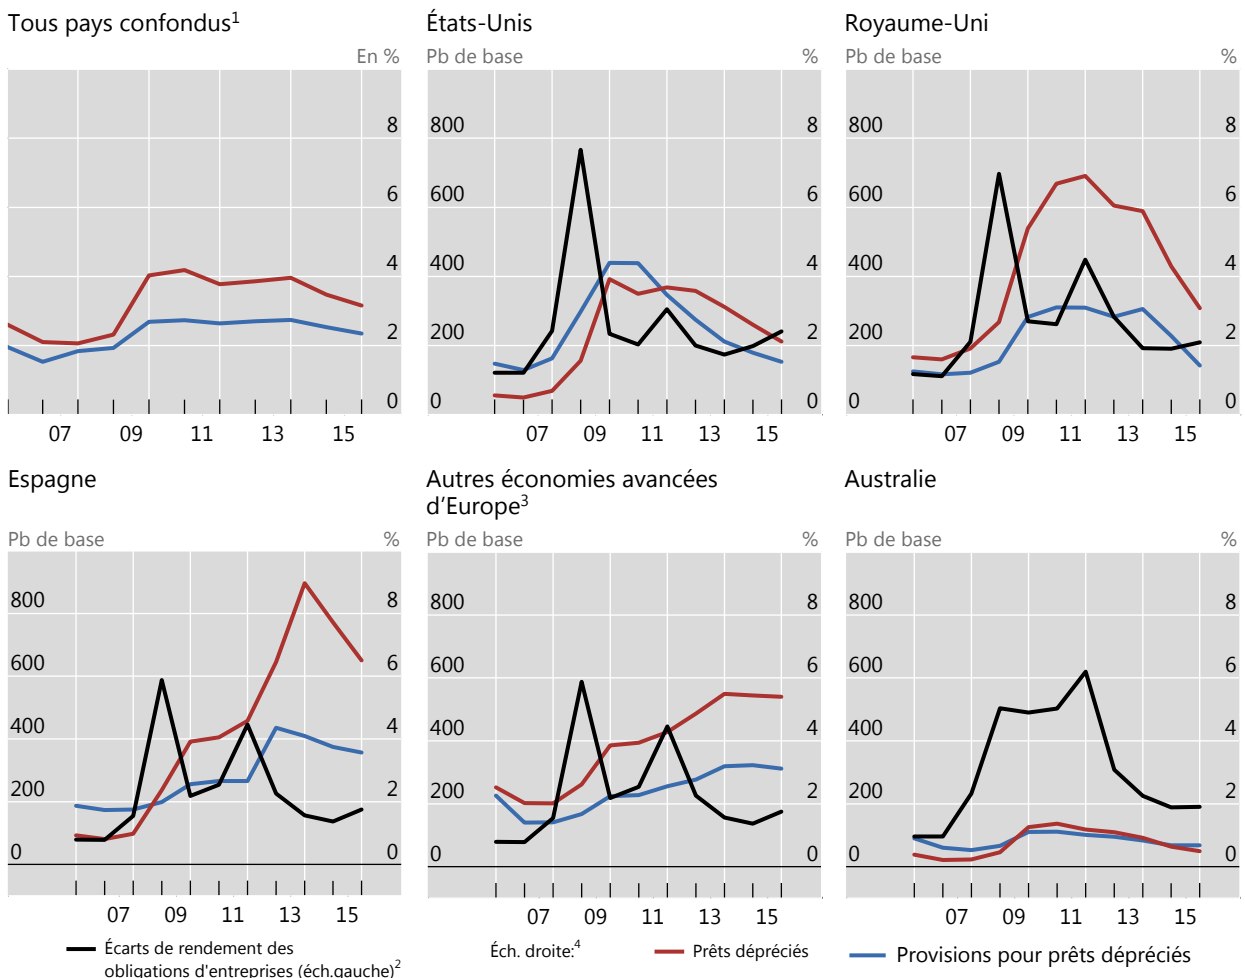 Tous pays confondus1
En %
8
6
4
2
0
07 09 11 13 15
États-Unis
Pb de base %
800 8
600 6
400 4
200 2
0 0
07 09 11 13 15
Royaume-Uni
Pb de base %
800 8
600 6
400 4
200 2
0 0
07 09 11 13 15
Espagne
Pb de base %
800 8
600 6
400 4
200 2
0 0
07 09 11 13 15
Autres économies avancées
d'Europe3
Pb de base %
800 8
600 6
400 4
200 2
0 0
07 09 11 13 15
Australie
Pb de base %
800 8
600 6
400 4
200 2
0 0
07 09 11 13 15
Écarts de rendement des
obligations d'entreprises (éch.gauche)2
Éch. droite:4
Prêts dépréciés
Provisions pour prêts dépréciés